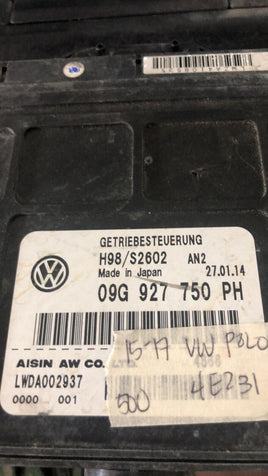 GETRIEBESTEUERUNG
H98/S2602 AN2
Made in Japan 27.01.14
09G 927 750 PH
15-17 VW P8LO
AISIN AW CO.,
LWDA002937 4E231
0000 001 500